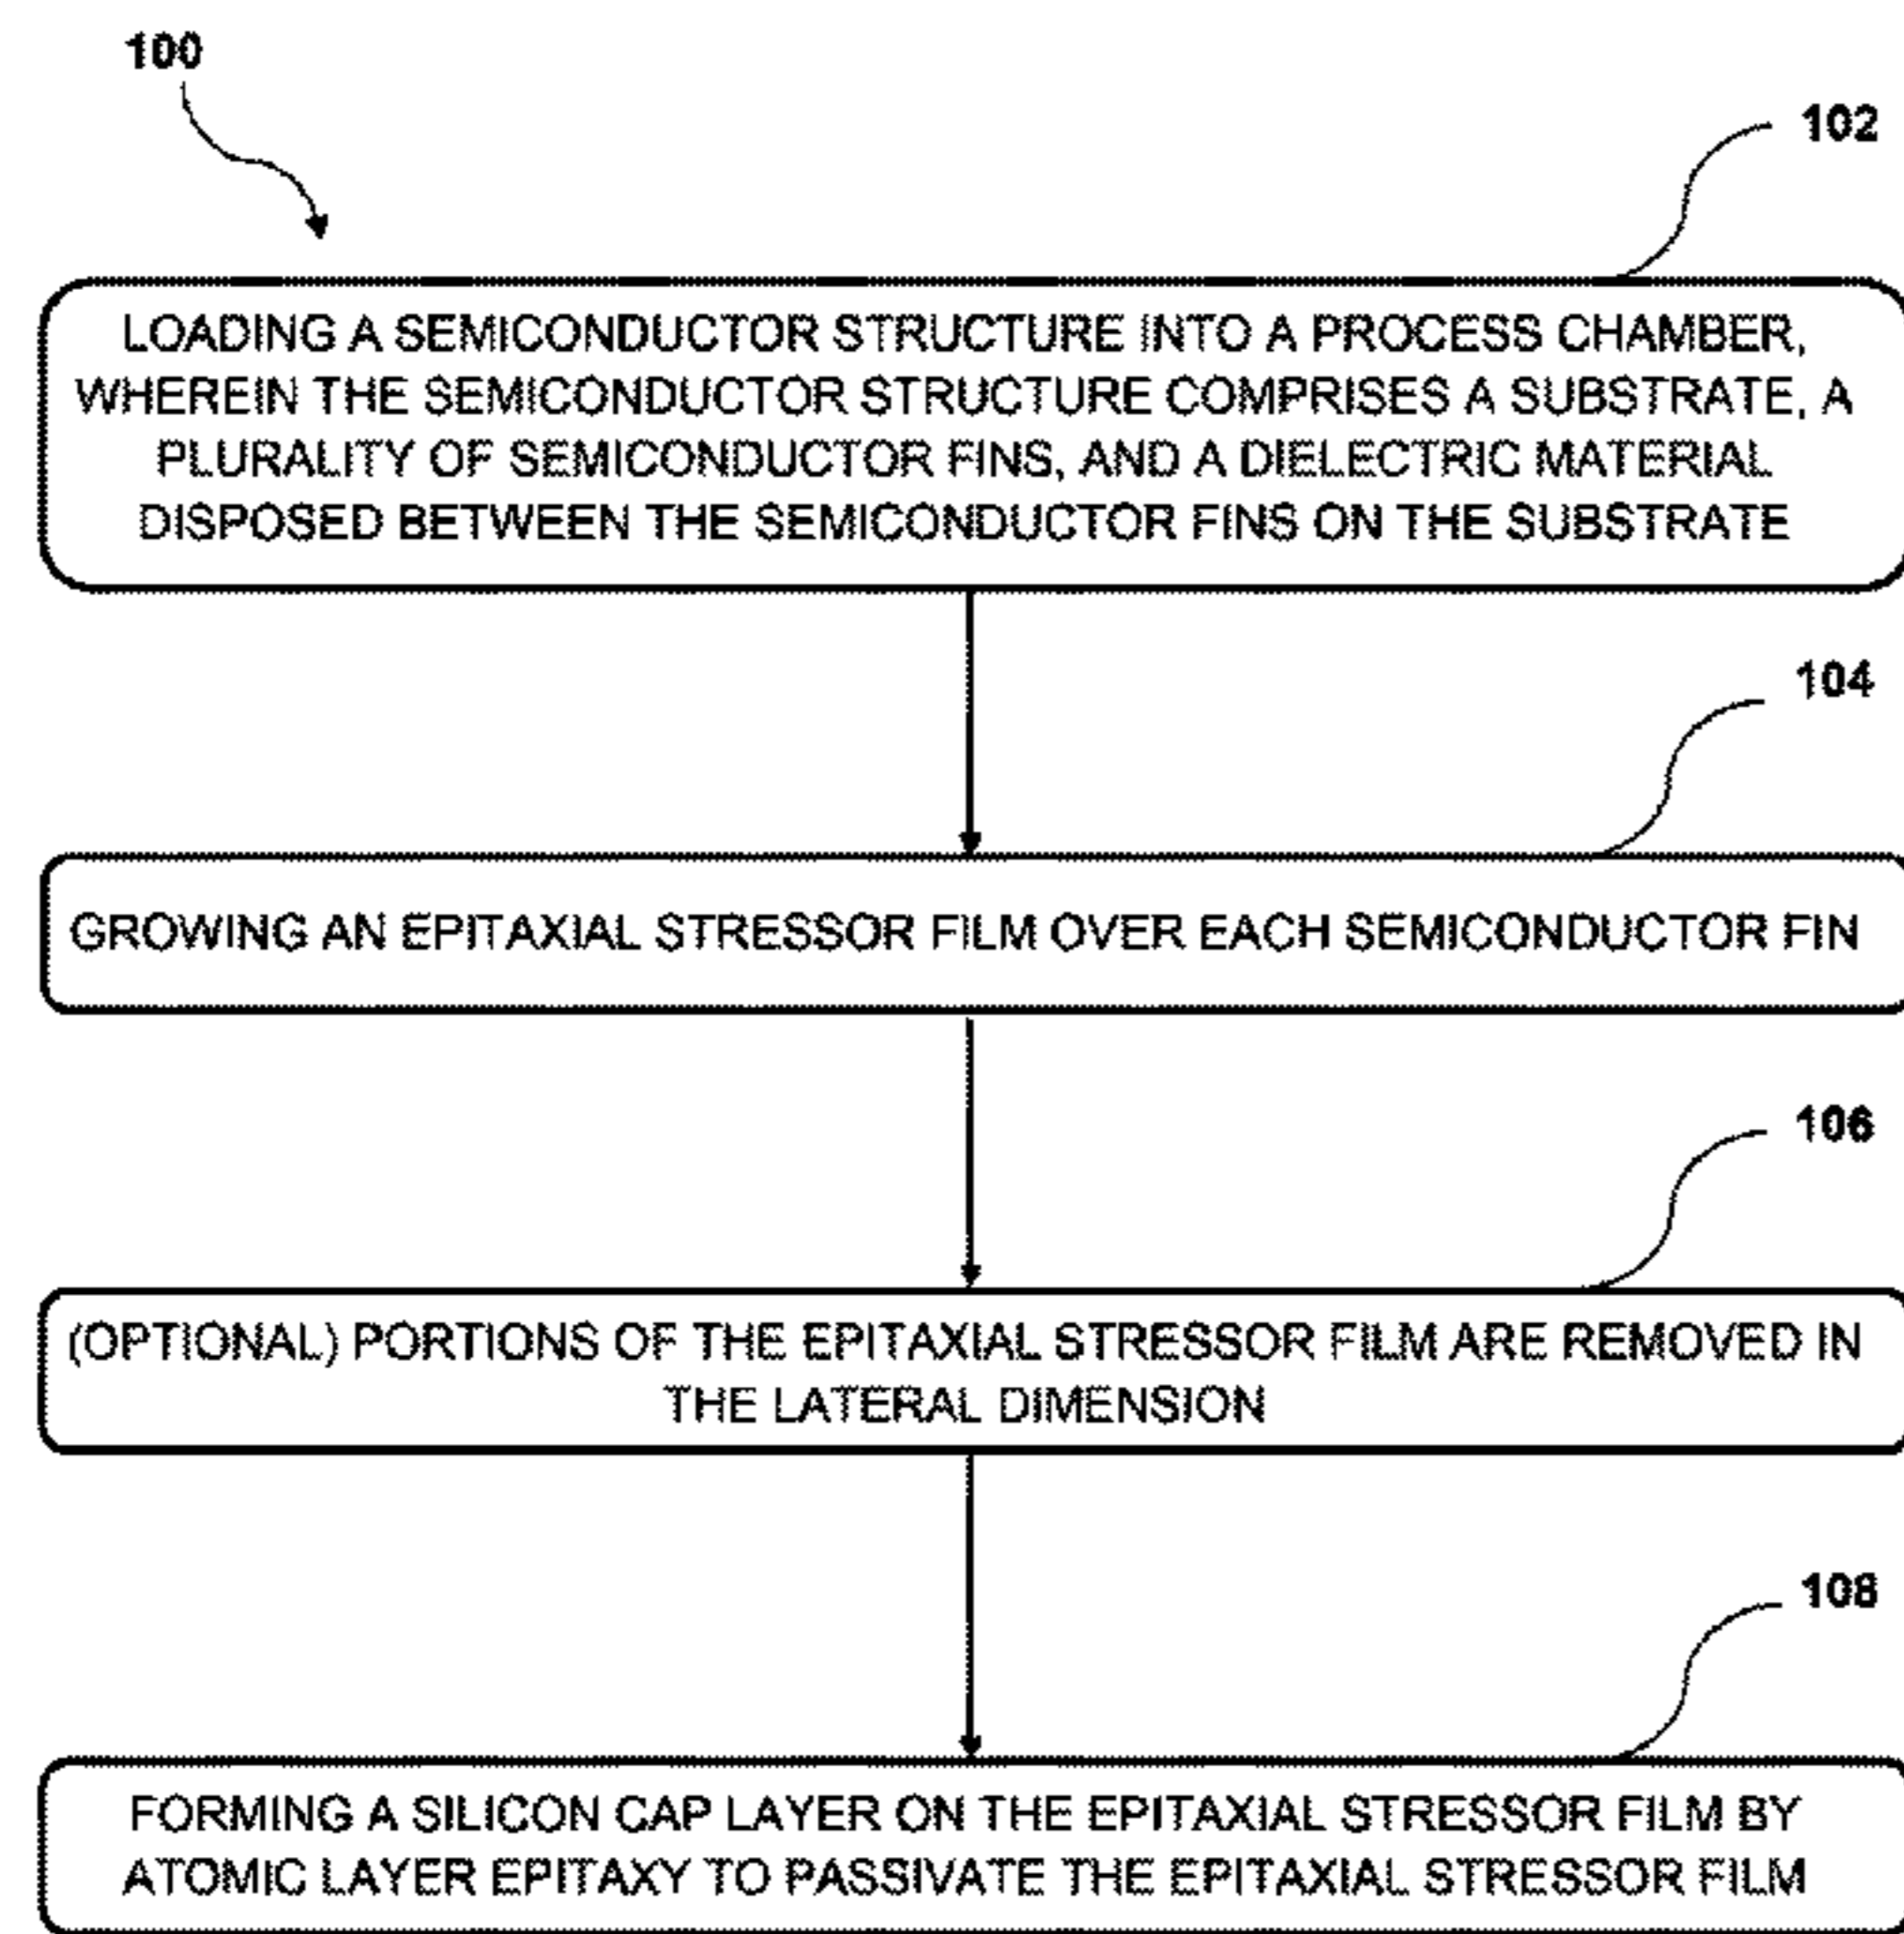 100
102
LOADING A SEMICONDUCTOR STRUCTURE INTO A PROCESS CHAMBER,
WHEREIN THE SEMICONDUCTOR STRUCTURE COMPRISES A SUBSTRATE, A
PLURALITY OF SEMICONDUCTOR FINS, AND A DIELECTRIC MATERIAL
DISPOSED BETWEEN THE SEMICONDUCTOR FINS ON THE SUBSTRATE
104
GROWING AN EPITAXIAL STRESSOR FILM OVER EACH SEMICONDUCTOR FIN
106
(OPTIONAL) PORTIONS OF THE EPITAXIAL STRESSOR FILM ARE REMOVED IN
THE LATERAL DIMENSION
108
FORMING A SILICON CAP LAYER ON THE EPITAXIAL STRESSOR FILM BY
ATOMIC LAYER EPITAXY TO PASSIVATE THE EPITAXIAL STRESSOR FILM